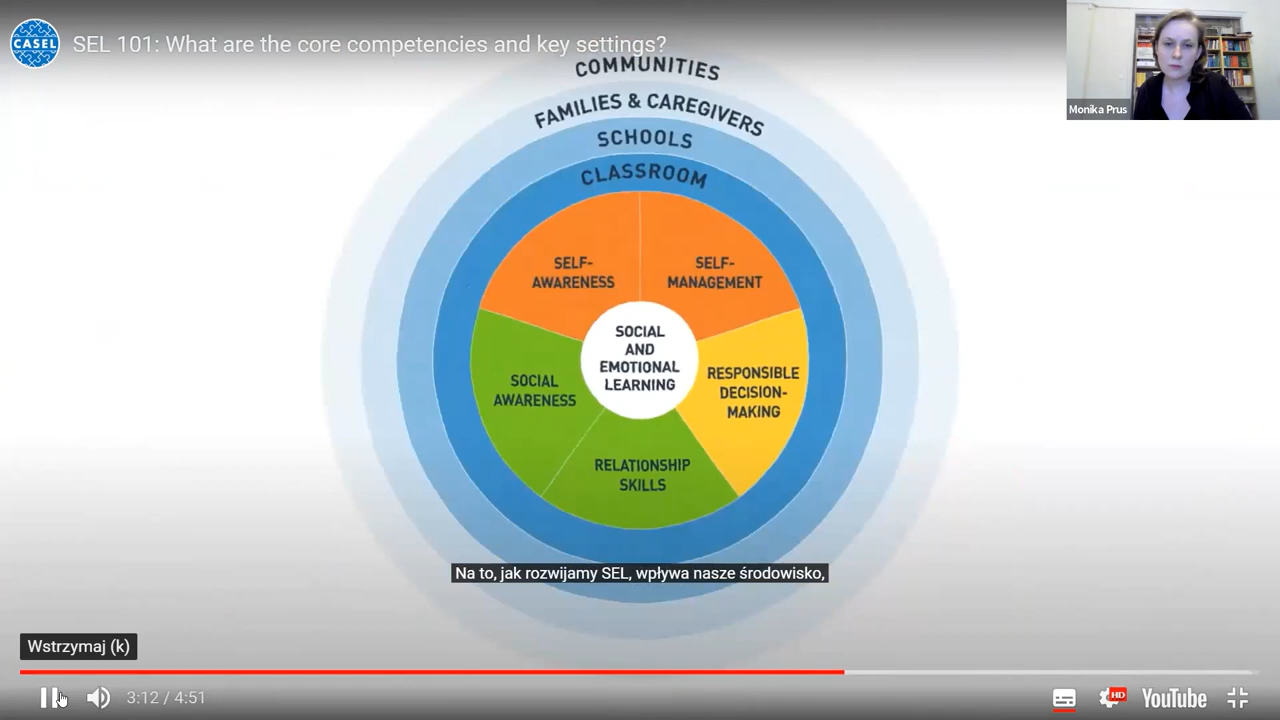 CASEL
SEL 101: What are the core competencies and key settings?
Monika Prus
COMMUNITIES
FAMILIES & CAREGIVERS
SCHOOLS
CLASSROOM
SELF-
AWARENESS
SELF-
MANAGEMENT
SOCIAL
AND
EMOTIONAL
LEARNING
SOCIAL
AWARENESS
RESPONSIBLE
DECISION-
MAKING
RELATIONSHIP
SKILLS
Na to, jak rozwijamy SEL, wpływa nasze środowisko,
Wstrzymaj (k)
3:12 / 4:51
HD
YouTube